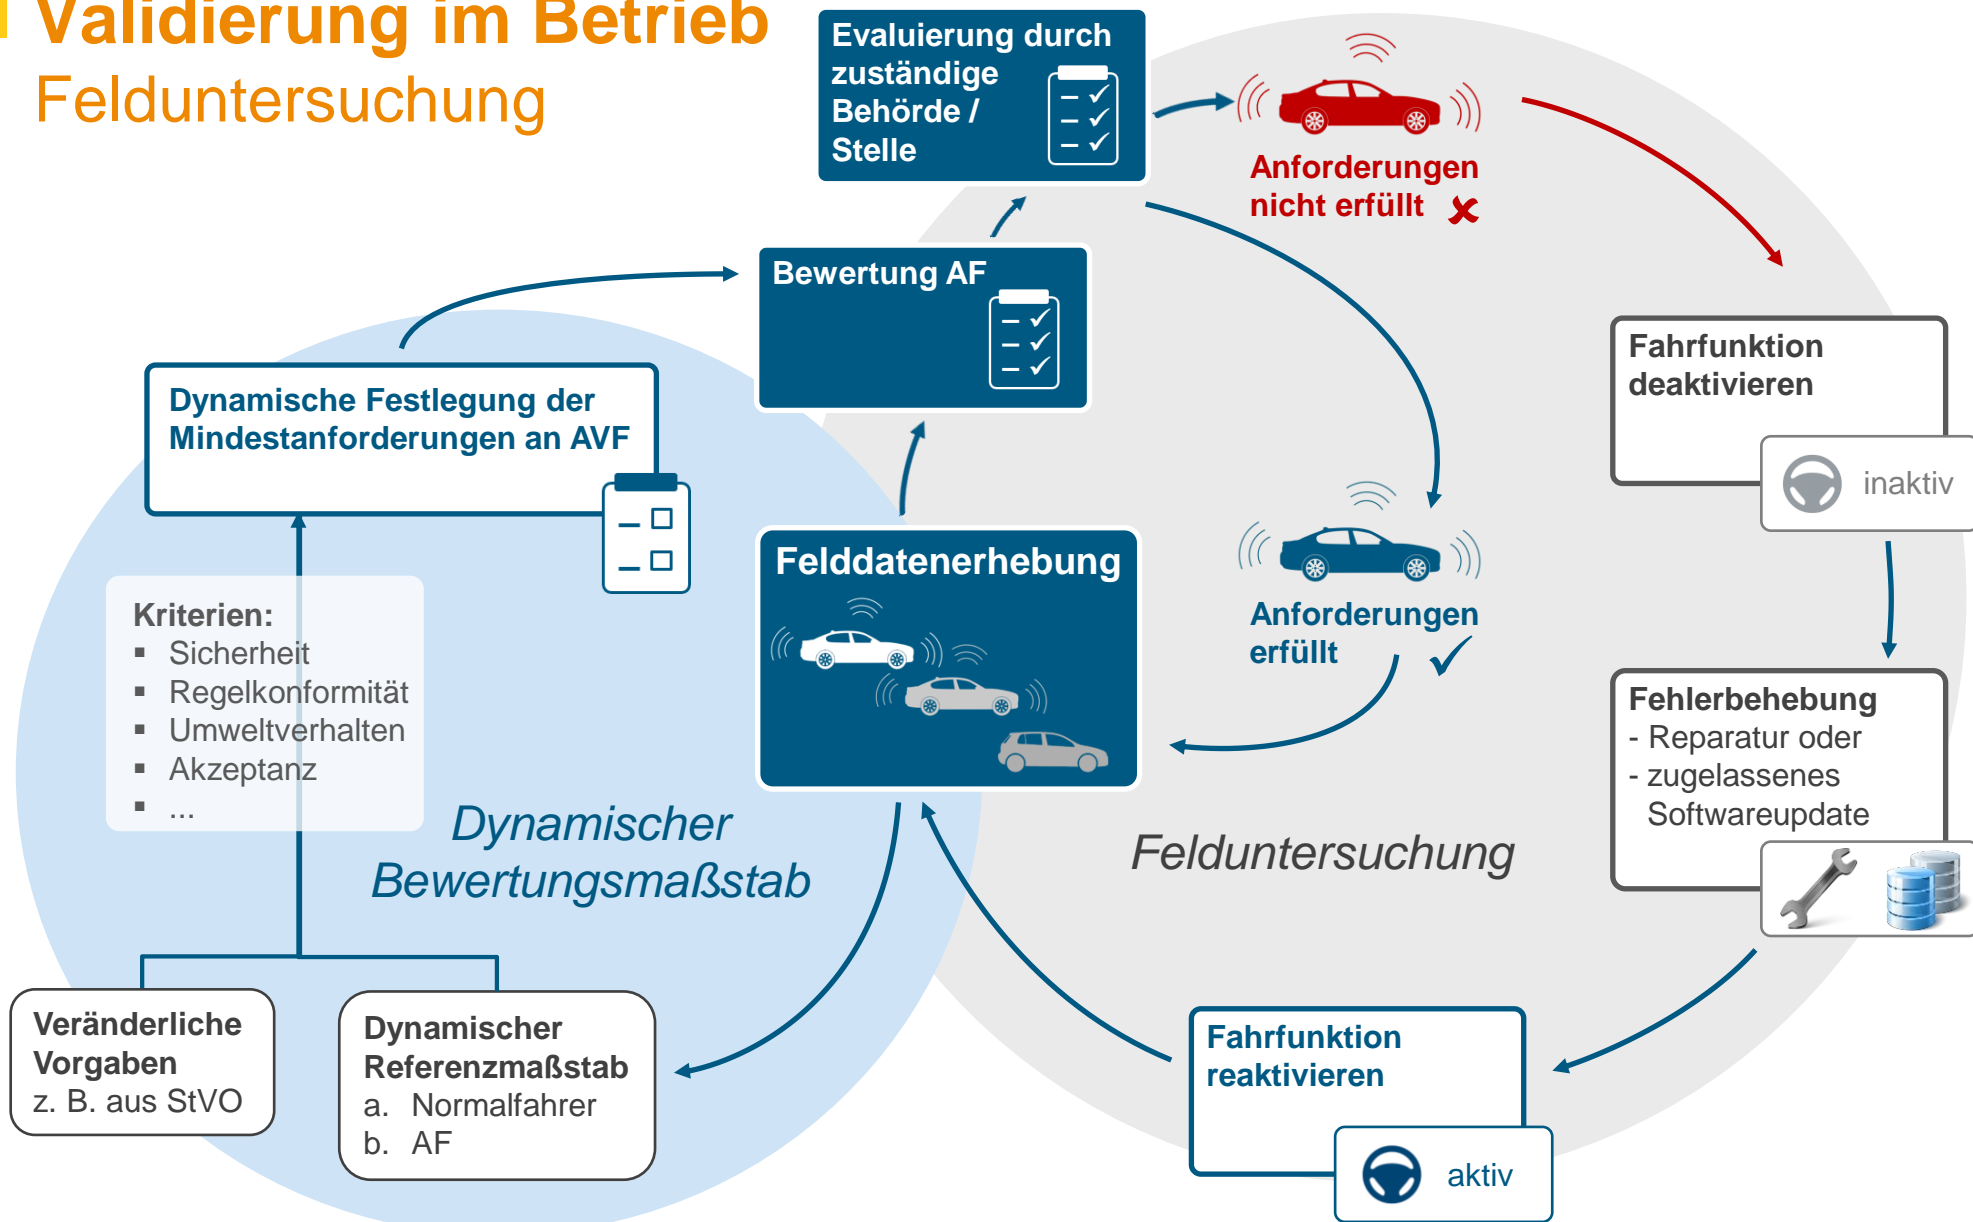 Validierung im Betrieb
Felduntersuchung
Evaluierung durch
zuständige
Behörde /
Stelle
Anforderungen
nicht erfüllt
Bewertung AF
Fahrfunktion
deaktivieren
inaktiv
Dynamische Festlegung der
Mindestanforderungen an AVF
Felddatenerhebung
Anforderungen
erfüllt
Kriterien:
▪ Sicherheit
▪ Regelkonformität
▪ Umweltverhalten
▪ Akzeptanz
▪ ...
Fehlerbehebung
- Reparatur oder
- zugelassenes
Softwareupdate
Dynamischer
Bewertungsmaßstab
Felduntersuchung
Veränderliche
Vorgaben
z. B. aus StVO
Dynamischer
Referenzmaßstab
a. Normalfahrer
b. AF
Fahrfunktion
reaktivieren
aktiv